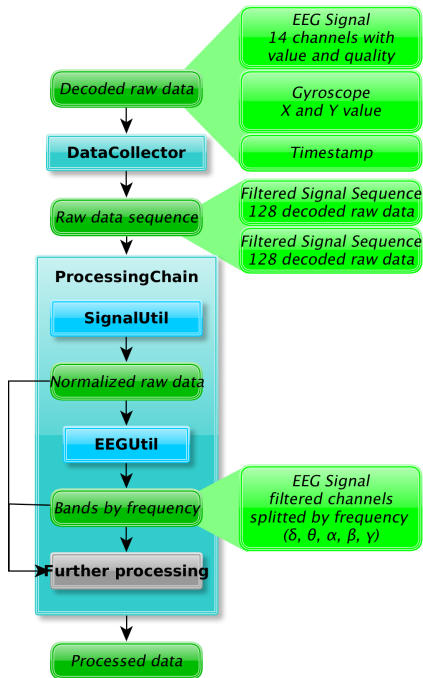 EEG Signal
14 channels with
value and quality
Decoded raw data
Gyroscope
X and Y value
DataCollector
Timestamp
Filtered Signal Sequence
128 decoded raw data
Raw data sequence
Filtered Signal Sequence
128 decoded raw data
ProcessingChain
SignalUtil
Normalized raw data
EEGUtil
EEG Signal
filtered channels
splitted by frequency
(δ, θ, α, β, γ)
Bands by frequency
Further processing
Processed data